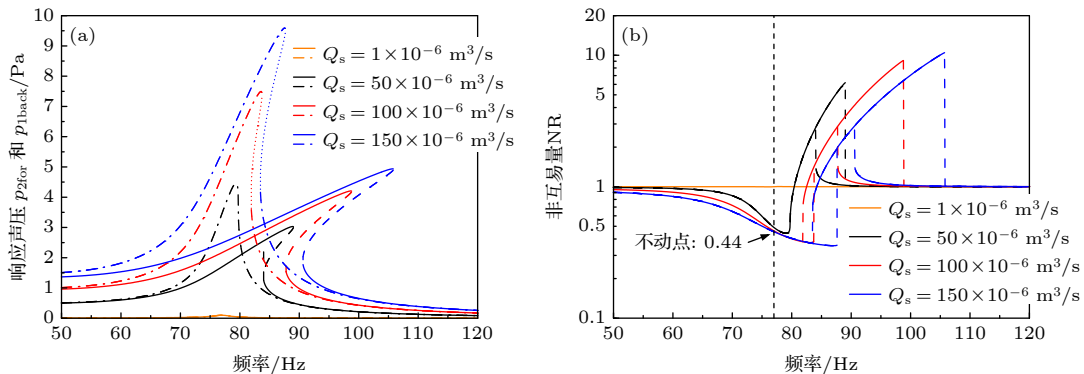 (a)
10
9
8
7
6
5
4
3
2
1
0
响应声压 p2for 和 p1back/Pa
Qs = 1×10−6 m3/s
Qs = 50×10−6 m3/s
Qs = 100×10−6 m3/s
Qs = 150×10−6 m3/s
50 60 70 80 90 100 110 120
频率/Hz
(b)
20
10
5
1
0.5
0.1
非互易量NR
不动点: 0.44
Qs = 1×10−6 m3/s
Qs = 50×10−6 m3/s
Qs = 100×10−6 m3/s
Qs = 150×10−6 m3/s
50 60 70 80 90 100 110 120
频率/Hz